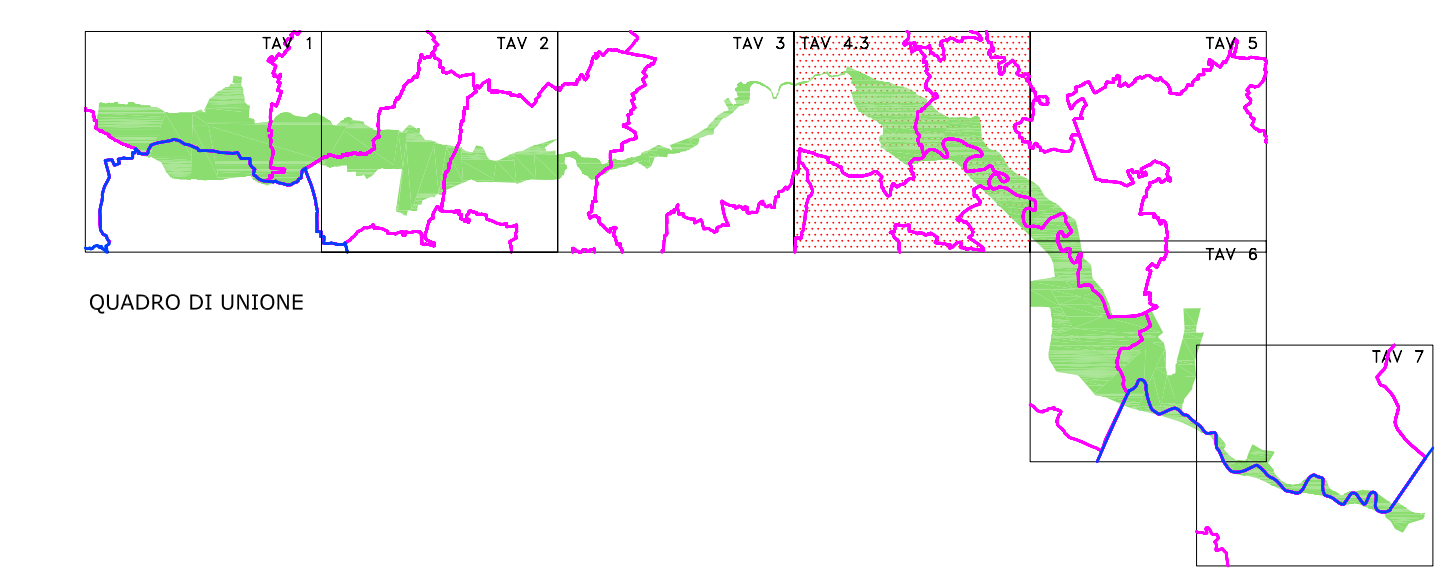 TAV 1
TAV 2
TAV 3
TAV 4.3
TAV 5
TAV 6
QUADRO DI UNIONE
TAV 7